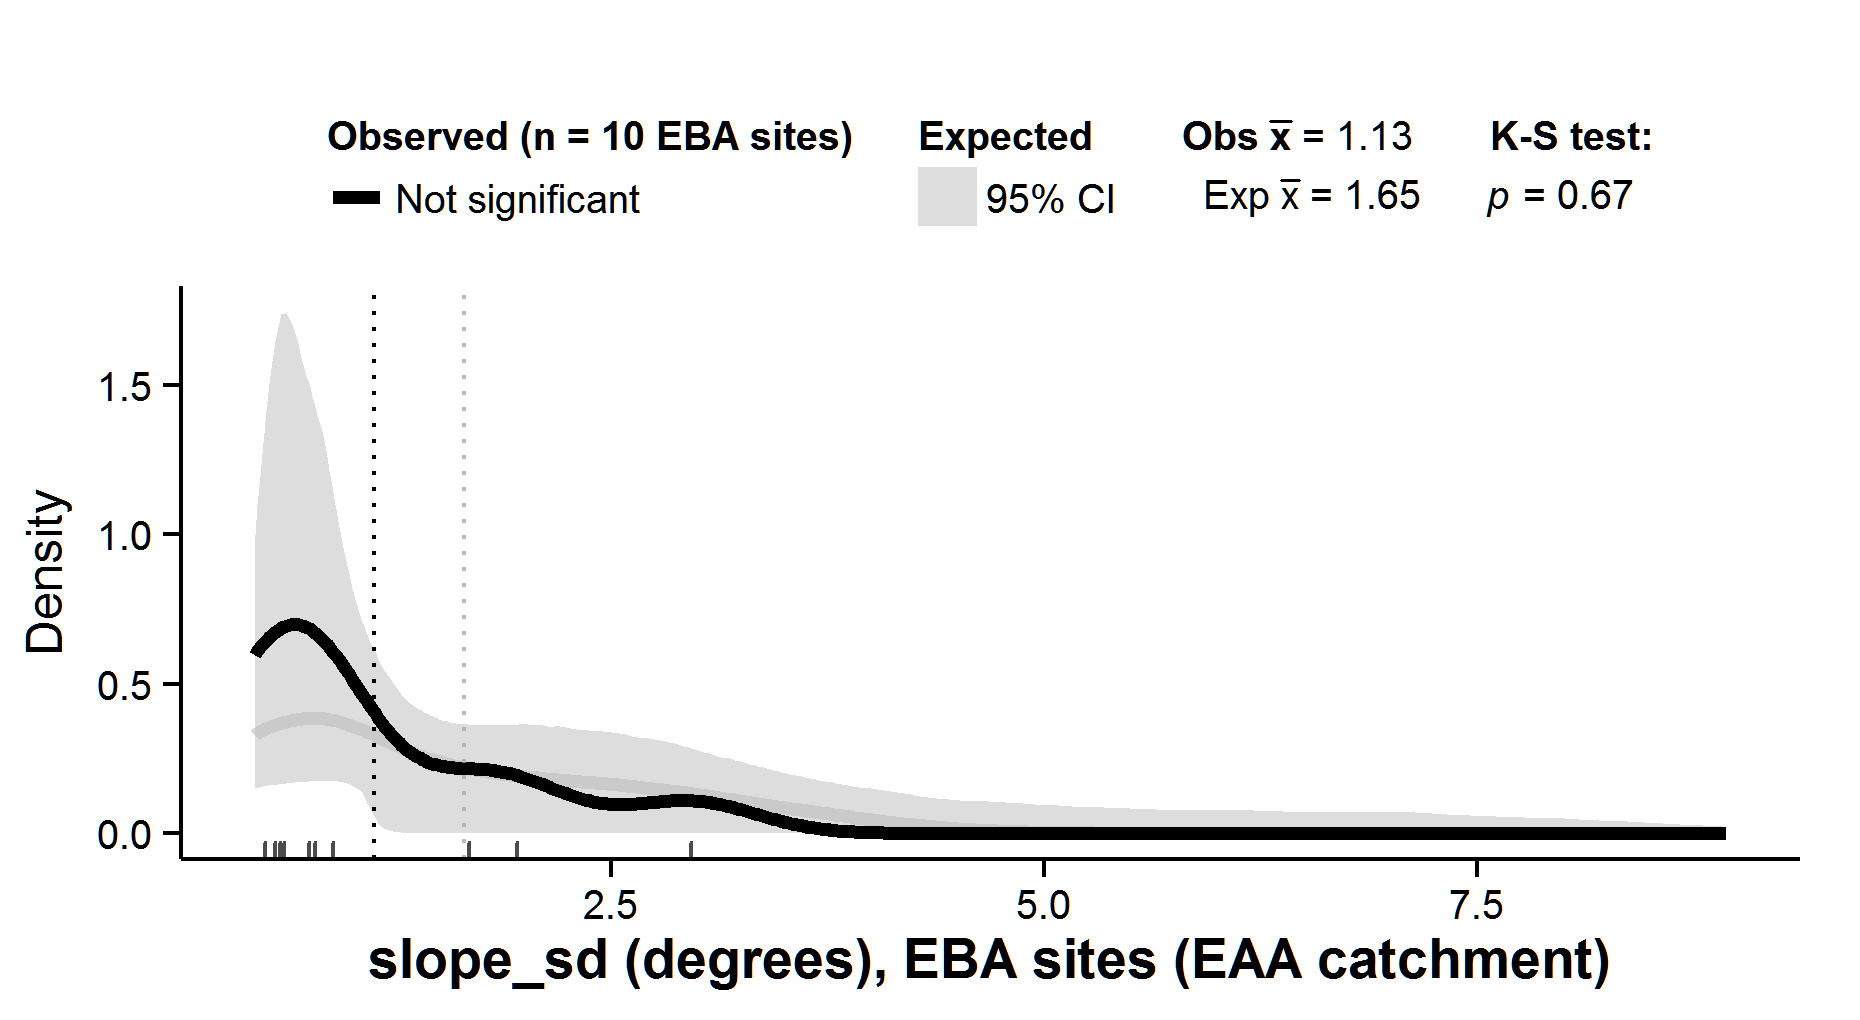 Observed (n = 10 EBA sites) Expected Obs x̅ = 1.13 K-S test:
Not significant 95% CI Exp x̅ = 1.65 p = 0.67
1.5
1.0
0.5
0.0
Density
2.5 5.0 7.5
slope_sd (degrees), EBA sites (EAA catchment)